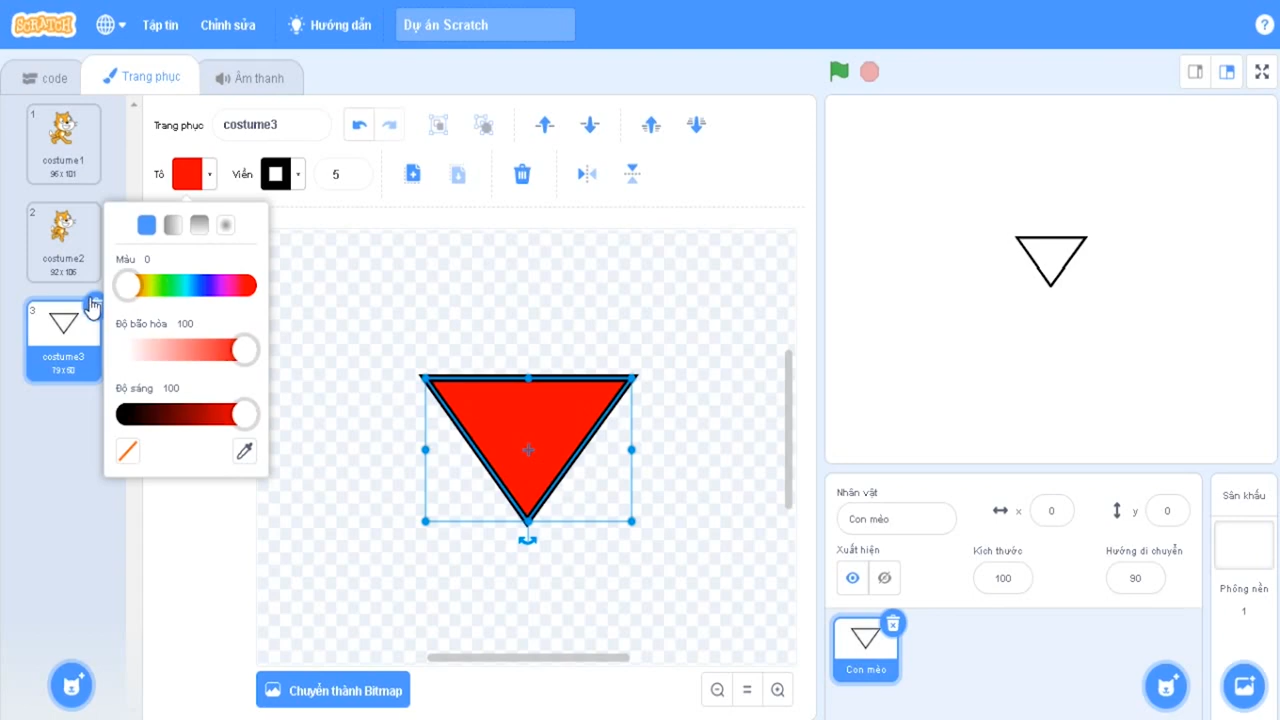 SCRATCH
Tập tin
Chỉnh sửa
Hướng dẫn
Dự án Scratch
?
code
Trang phục
Âm thanh
1
costume1
96 x 101
2
costume2
92 x 106
3
costume3
Trang phục
costume3
Tô
Viền
5
Màu 0
Độ bão hòa 100
Độ sáng 100
Chuyển thành Bitmap
Nhân vật
Con mèo
x
0
y
0
Xuất hiện
Kích thước
100
Hướng di chuyển
90
Con mèo
Sân khấu
Phông nền
1